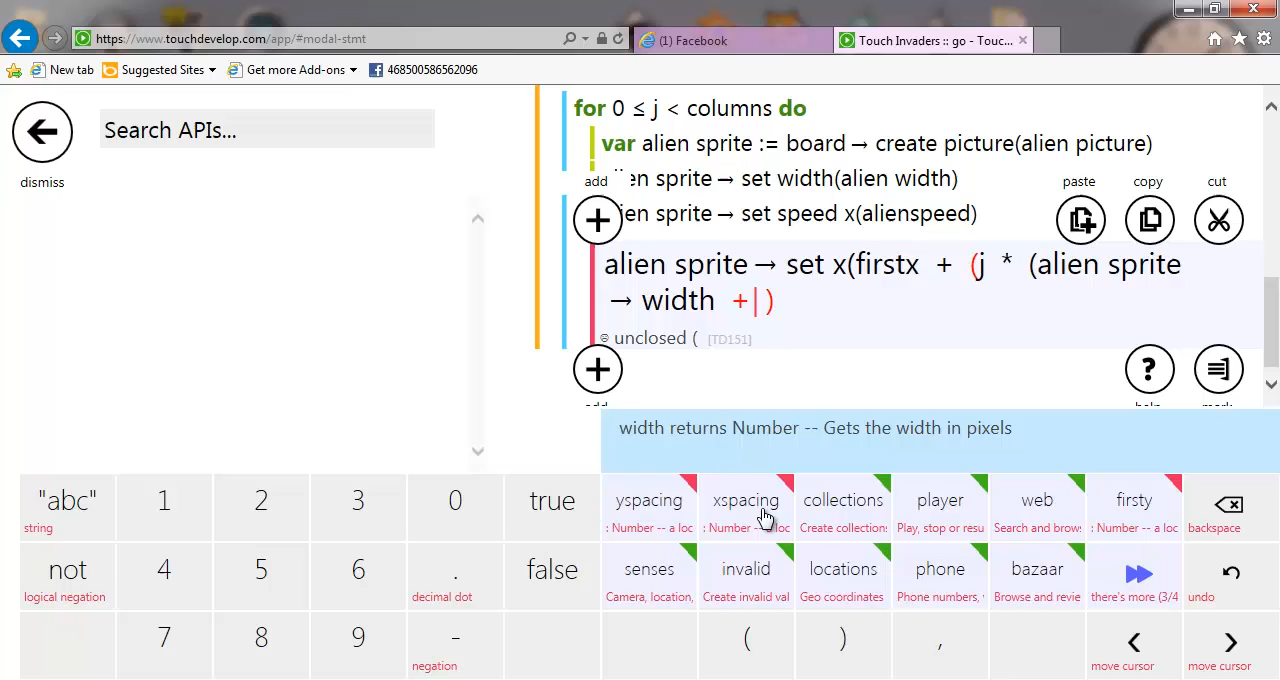 https://www.touchdevelop.com/app/#modal-stmt
(1) Facebook
Touch Invaders :: go - Touc...
New tab
Suggested Sites
Get more Add-ons
468500586562096
dismiss
Search APIs...
for 0 ≤ j < columns do
var alien sprite := board → create picture(alien picture)
en sprite → set width(alien width)
ien sprite → set speed x(alienspeed)
alien sprite → set x(firstx + (j * (alien sprite
→ width + )
unclosed ( [TD151]
add
paste
copy
cut
width returns Number -- Gets the width in pixels
"abc" 1 2 3 0 true yspacing xspacing collections player web firsty
string : Number -- a loc : Number -- a loc Create collections Play, stop or resu Search and brows : Number -- a loc backspace
not 4 5 6 . false senses invalid locations phone bazaar
logical negation decimal dot Camera, location, Create invalid val Geo coordinates Phone numbers, Browse and revie there's more (3/4 undo
7 8 9 - ( ) , < >
negation move cursor move cursor